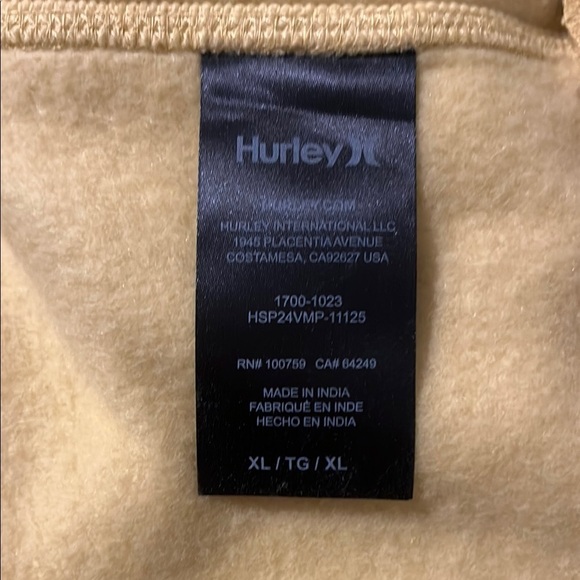 Hurley
HURLEY.COM
HURLEY INTERNATIONAL LLC
1945 PLACENTIA AVENUE
COSTAMESA, CA92627 USA
1700-1023
HSP24VMP-11125
RN# 100759 CA# 64249
MADE IN INDIA
FABRIQUÉ EN INDE
HECHO EN INDIA
XL / TG / XL